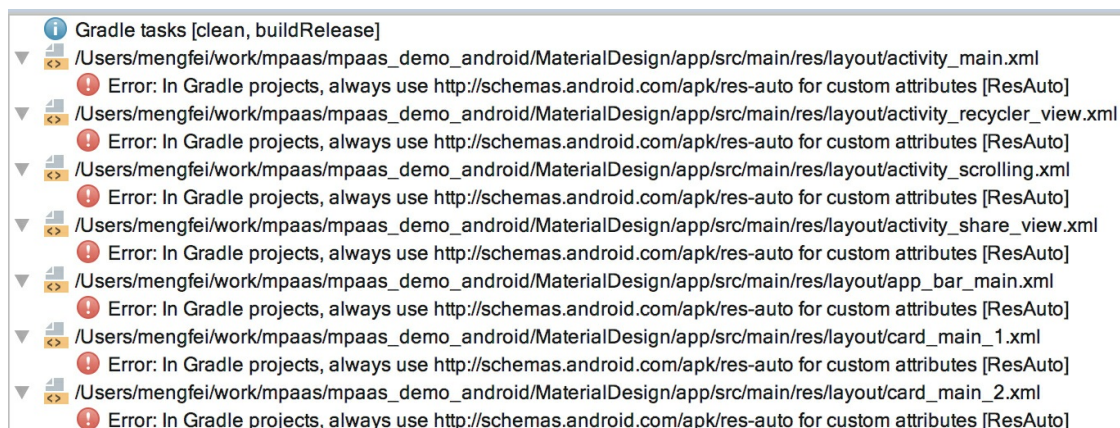 Gradle tasks [clean, buildRelease]
/Users/mengfei/work/mpaas/mpaas_demo_android/MaterialDesign/app/src/main/res/layout/activity_main.xml
Error: In Gradle projects, always use http://schemas.android.com/apk/res-auto for custom attributes [ResAuto]
/Users/mengfei/work/mpaas/mpaas_demo_android/MaterialDesign/app/src/main/res/layout/activity_recycler_view.xml
Error: In Gradle projects, always use http://schemas.android.com/apk/res-auto for custom attributes [ResAuto]
/Users/mengfei/work/mpaas/mpaas_demo_android/MaterialDesign/app/src/main/res/layout/activity_scrolling.xml
Error: In Gradle projects, always use http://schemas.android.com/apk/res-auto for custom attributes [ResAuto]
/Users/mengfei/work/mpaas/mpaas_demo_android/MaterialDesign/app/src/main/res/layout/activity_share_view.xml
Error: In Gradle projects, always use http://schemas.android.com/apk/res-auto for custom attributes [ResAuto]
/Users/mengfei/work/mpaas/mpaas_demo_android/MaterialDesign/app/src/main/res/layout/app_bar_main.xml
Error: In Gradle projects, always use http://schemas.android.com/apk/res-auto for custom attributes [ResAuto]
/Users/mengfei/work/mpaas/mpaas_demo_android/MaterialDesign/app/src/main/res/layout/card_main_1.xml
Error: In Gradle projects, always use http://schemas.android.com/apk/res-auto for custom attributes [ResAuto]
/Users/mengfei/work/mpaas/mpaas_demo_android/MaterialDesign/app/src/main/res/layout/card_main_2.xml
Error: In Gradle projects, always use http://schemas.android.com/apk/res-auto for custom attributes [ResAuto]